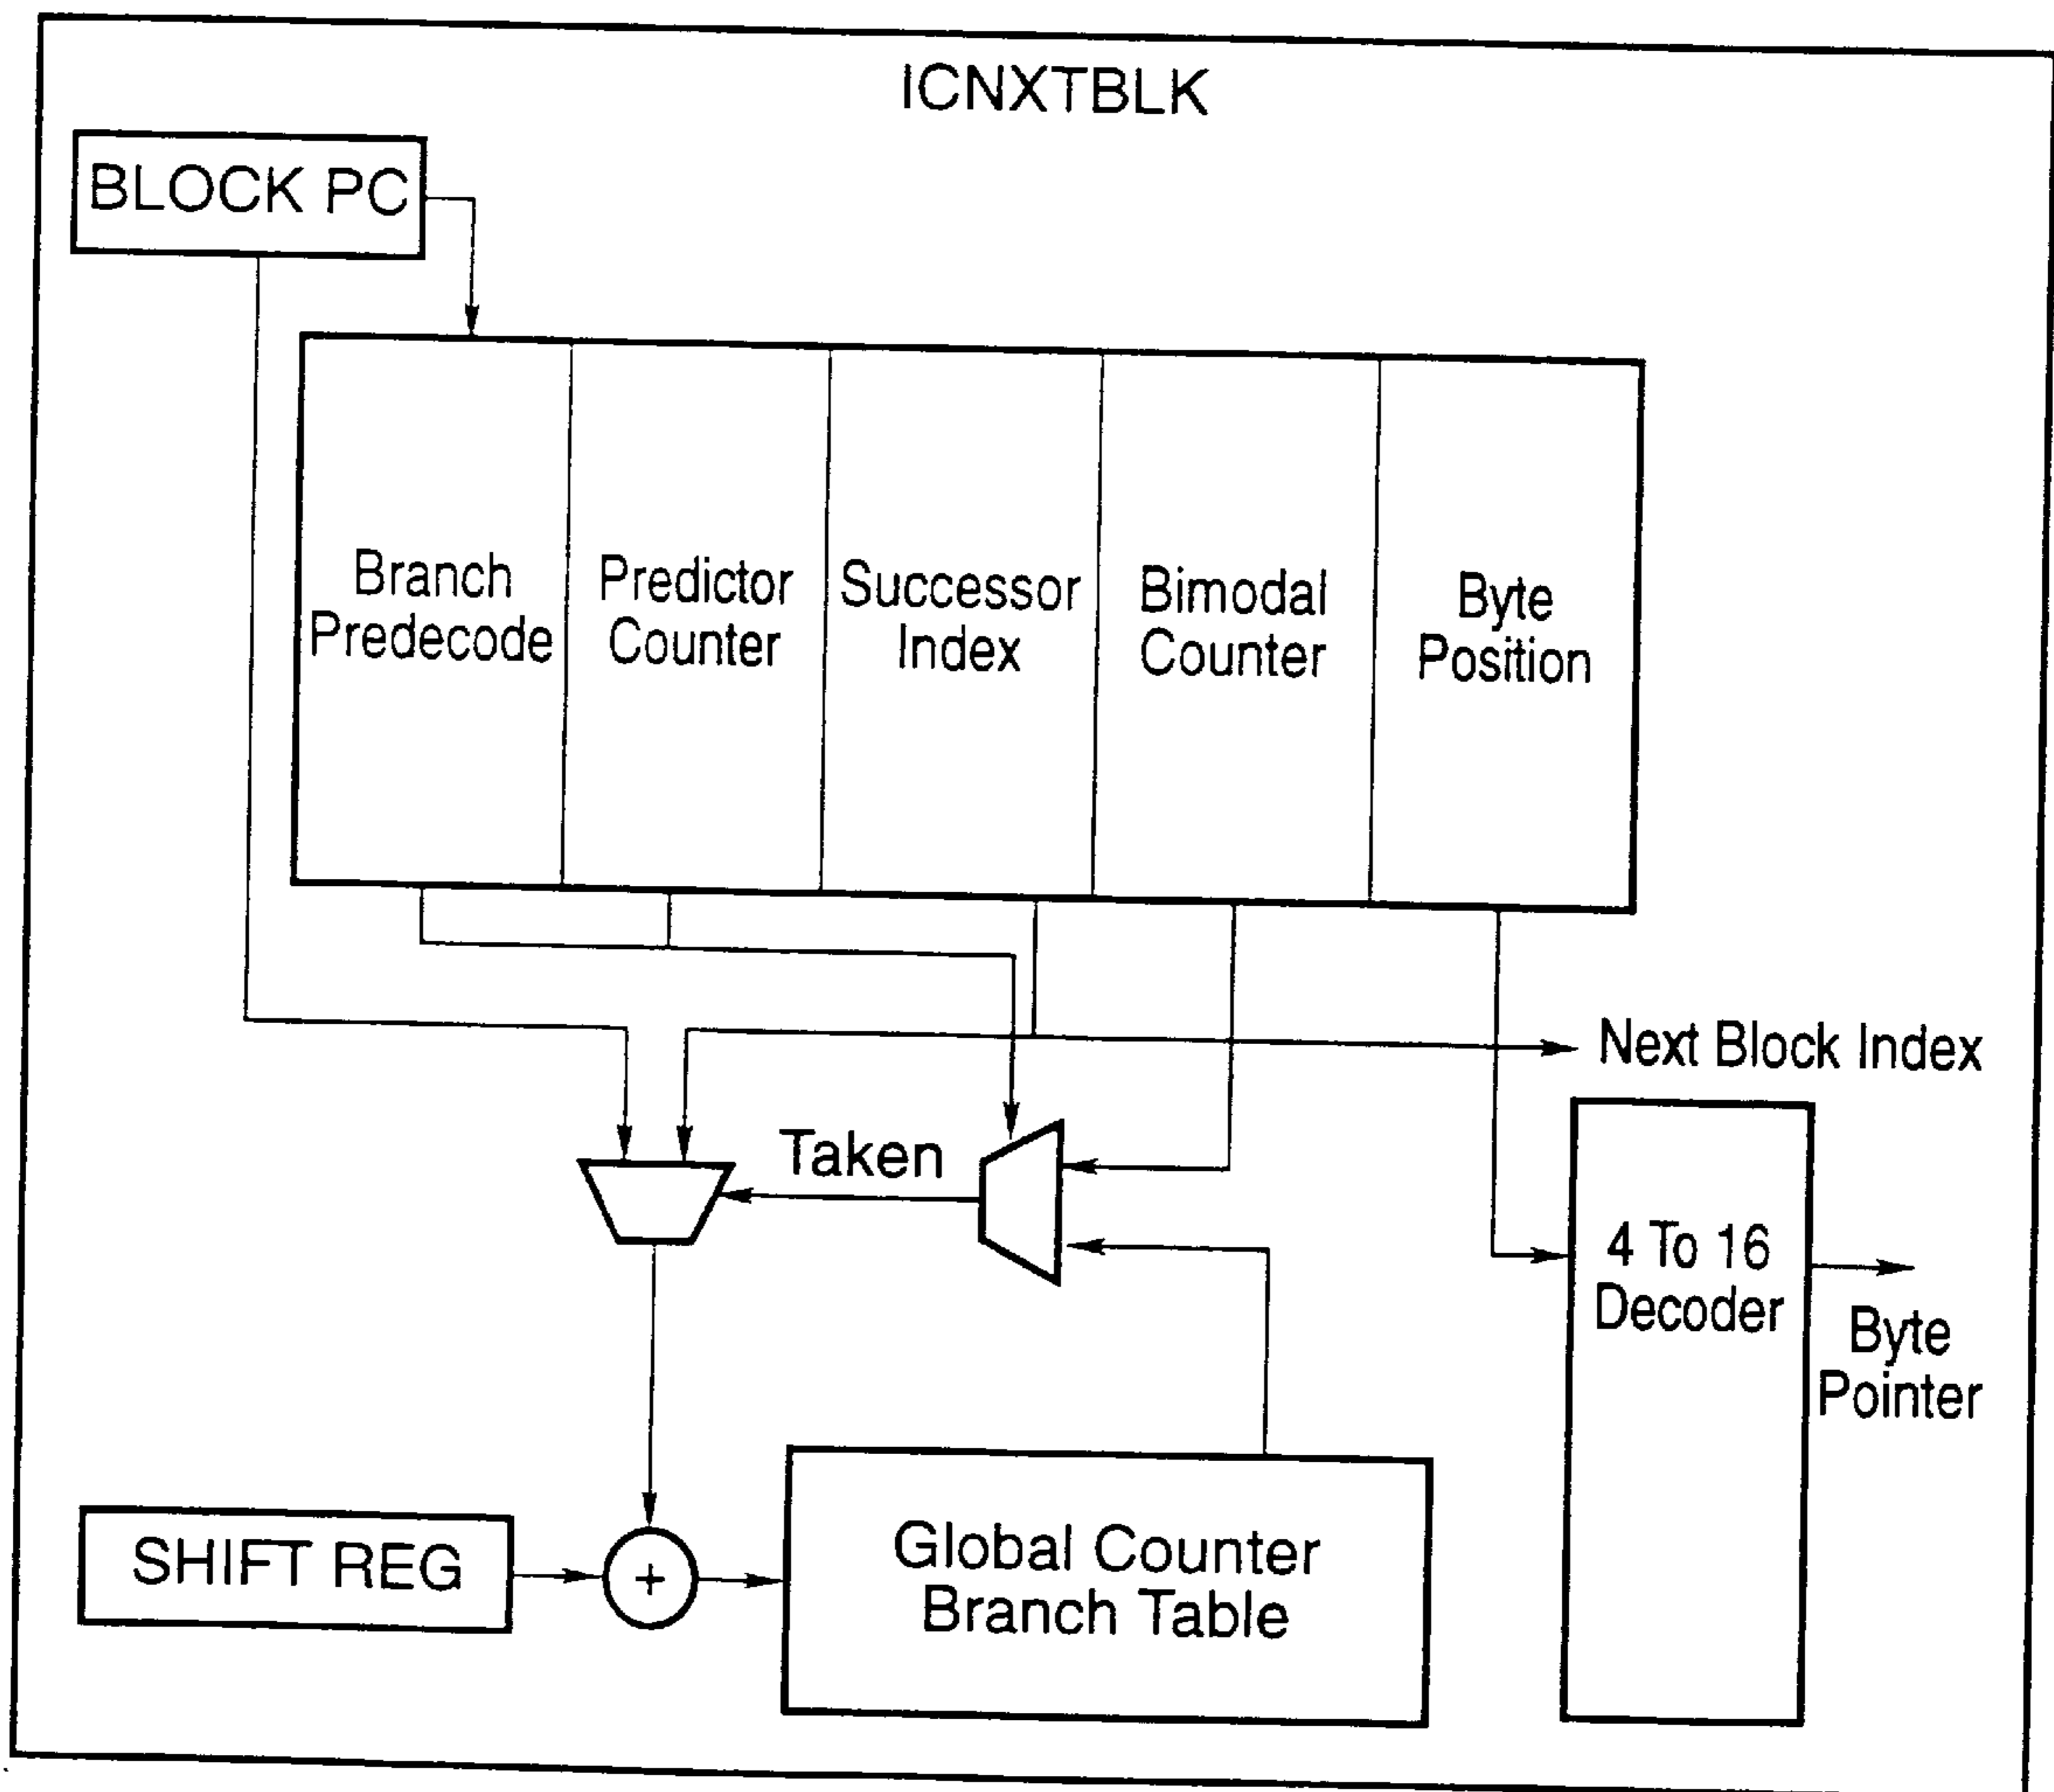 ICNXTBLK
BLOCK PC
Branch
Predecode
Predictor
Counter
Successor
Index
Bimodal
Counter
Byte
Position
Next Block Index
Taken
4 To 16
Decoder
Byte
Pointer
SHIFT REG
+
Global Counter
Branch Table